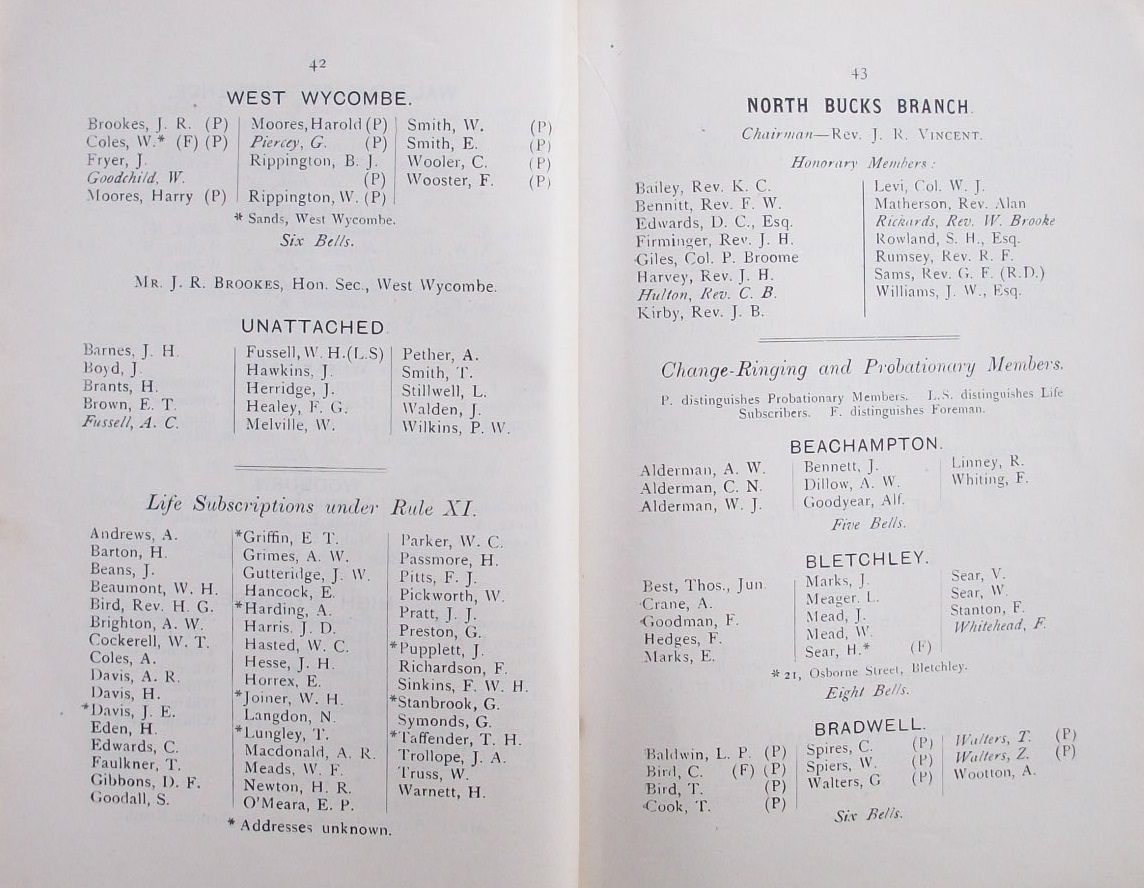 42
WEST WYCOMBE.
Brookes, J. R. (P)
Coles, W.* (F) (P)
Fryer, J.
Goodchild, W.
Moores, Harry (P)
Moores, Harold (P)
Piercey, G. (P)
Rippington, B. J.
(P)
Rippington, W. (P)
Smith, W. (P)
Smith, E. (P)
Wooler, C. (P)
Wooster, F. (P)
* Sands, West Wycombe.
Six Bells.
MR. J. R. BROOKES, Hon. Sec., West Wycombe.
UNATTACHED
Barnes, J. H.
Boyd, J.
Brants, H.
Brown, E. T.
Fussell, A. C.
Fussell, W. H. (L.S)
Hawkins, J.
Herridge, J.
Healey, F. G.
Melville, W.
Pether, A.
Smith, T.
Stillwell, L.
Walden, J.
Wilkins, P. W.
Life Subscriptions under Rule XI.
Andrews, A.
Barton, H.
Beans, J.
Beaumont, W. H.
Bird, Rev. H. G.
Brighton, A. W.
Cockerell, W. T.
Coles, A.
Davis, A. R.
Davis, H.
*Davis, J. E.
Eden, H.
Edwards, C.
Faulkner, T.
Gibbons, D. F.
Goodall, S.
*Griffin, E. T.
Grimes, A. W.
Gutteridge, J. W.
Hancock, E.
*Harding, A.
Harris, J. D.
Hasted, W. C.
Hesse, J. H.
Horrex, E.
*Joiner, W. H.
Langdon, N.
*Lungley, T.
Macdonald, A. R.
Meads, W. F.
Newton, H. R.
O'Meara, E. P.
Parker, W. C.
Passmore, H.
Pitts, F. J.
Pickworth, W.
Pratt, J. J.
Preston, G.
*Pupplett, J.
Richardson, F.
Sinkins, F. W. H.
*Stanbrook, G.
Symonds, G.
*Taffender, T. H.
Trollope, J. A.
Truss, W.
Warnett, H.
* Addresses unknown.
43
NORTH BUCKS BRANCH
Chairman—Rev. J. R. VINCENT.
Honorary Members:
Bailey, Rev. K. C.
Bennitt, Rev. F. W.
Edwards, D. C., Esq.
Firminger, Rev. J. H.
Giles, Col. P. Broome
Harvey, Rev. J. H.
Hulton, Rev. C. B.
Kirby, Rev. J. B.
Levi, Col. W. J.
Matherson, Rev. Alan
Rickards, Rev. W. Brooke
Rowland, S. H., Esq.
Rumsey, Rev. R. F.
Sams, Rev. G. F. (R.D.)
Williams, J. W., Esq.
Change-Ringing and Probationary Members.
P. distinguishes Probationary Members. L.S. distinguishes Life
Subscribers. F. distinguishes Foreman.
BEACHAMPTON.
Alderman, A. W.
Alderman, C. N.
Alderman, W. J.
Bennett, J.
Dillow, A. W.
Goodyear, Alf.
Linney, R.
Whiting, F.
Five Bells.
BLETCHLEY.
Best, Thos., Jun.
Crane, A.
Goodman, F.
Hedges, F.
Marks, E.
Marks, J.
Meager, L.
Mead, J.
Mead, W.
Sear, H.* (F)
Sear, V.
Sear, W.
Stanton, F.
Whitehead, F.
* 21, Osborne Street, Bletchley.
Eight Bells.
BRADWELL.
Baldwin, L. P. (P)
Bird, C. (F) (P)
Bird, T. (P)
Cook, T. (P)
Spires, C. (P)
Spiers, W. (P)
Walters, G (P)
Walters, T. (P)
Walters, Z. (P)
Wootton, A.
Six Bells.